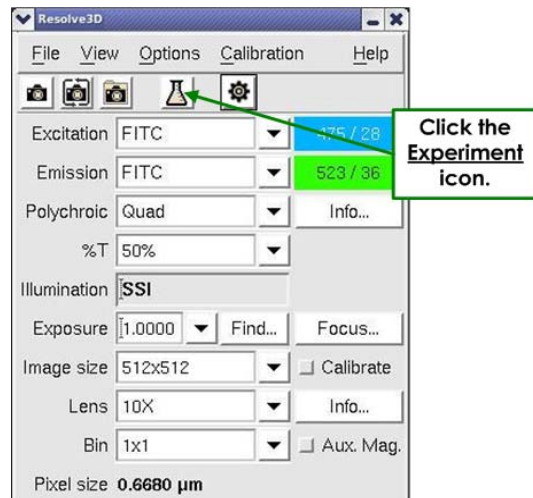 Resolve3D
File View Options Calibration Help
Click the
Experiment
icon.
Excitation FITC 475 / 28
Emission FITC 523 / 36
Polychroic Quad Info...
%T 50%
Illumination SSI
Exposure 1.0000 Find... Focus...
Image size 512x512 Calibrate
Lens 10X Info...
Bin 1x1 Aux. Mag.
Pixel size 0.6680 µm